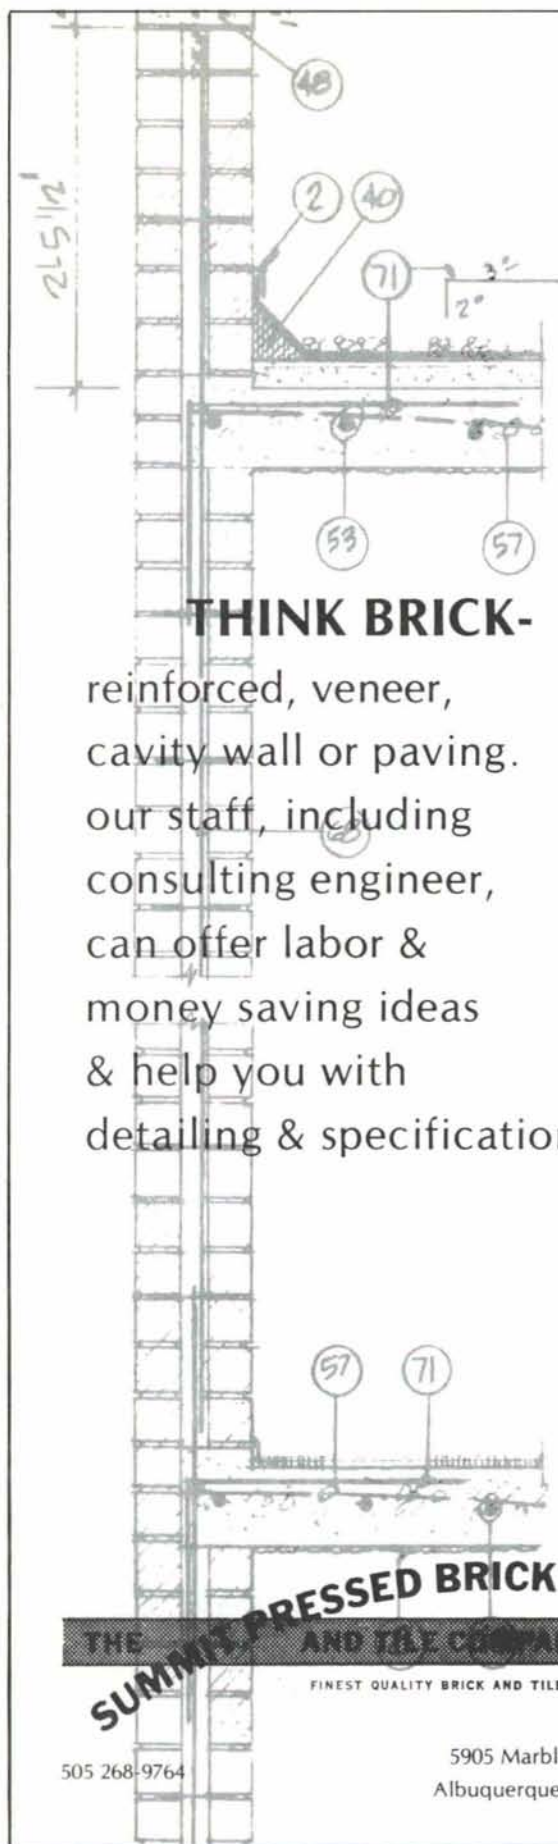 48
2'-5 1/2"
2
40
71
3"
2"
53
57
THINK BRICK-
reinforced, veneer,
cavity wall or paving.
our staff, including
68
consulting engineer,
can offer labor &
money saving ideas
& help you with
detailing & specification
57
71
SUMMIT PRESSED BRICK
THE AND TILE COMPA
FINEST QUALITY BRICK AND TILE
505 268-9764
5905 Marbl
Albuquerque